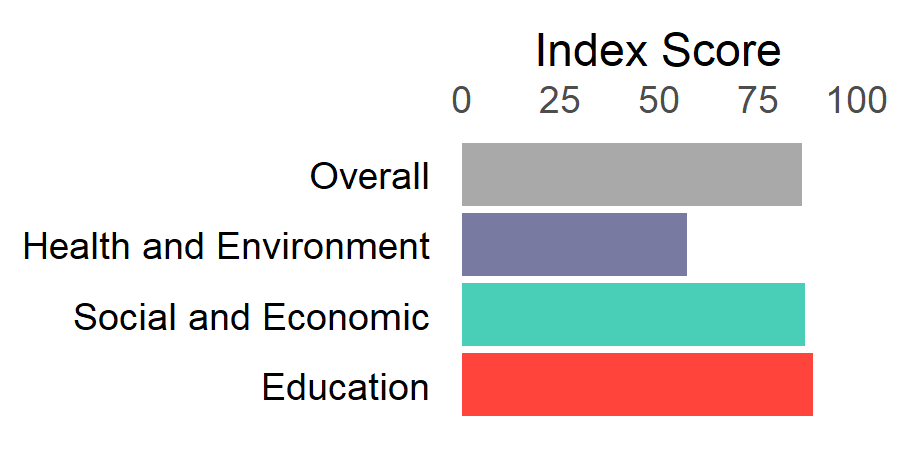 Index Score
0 25 50 75 100
Overall
Health and Environment
Social and Economic
Education